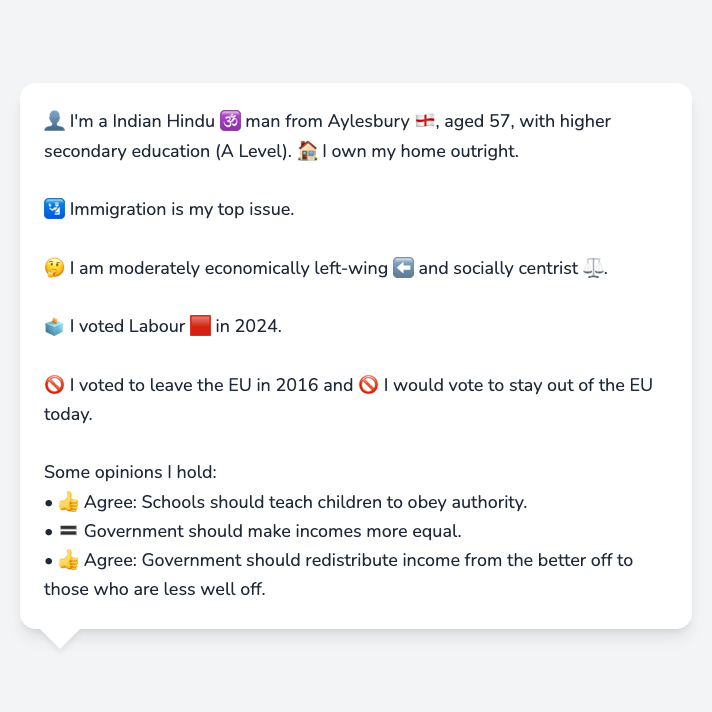 👤 I'm a Indian Hindu 🕉️ man from Aylesbury 🏴󠁧󠁢󠁥󠁮󠁧󠁿, aged 57, with higher
secondary education (A Level). 🏠 I own my home outright.
🛂 Immigration is my top issue.
🤔 I am moderately economically left-wing ⬅️ and socially centrist ⚖️.
🗳️ I voted Labour 🟥 in 2024.
🚫 I voted to leave the EU in 2016 and 🚫 I would vote to stay out of the EU
today.
Some opinions I hold:
• 👍 Agree: Schools should teach children to obey authority.
• 🟰 Government should make incomes more equal.
• 👍 Agree: Government should redistribute income from the better off to
those who are less well off.